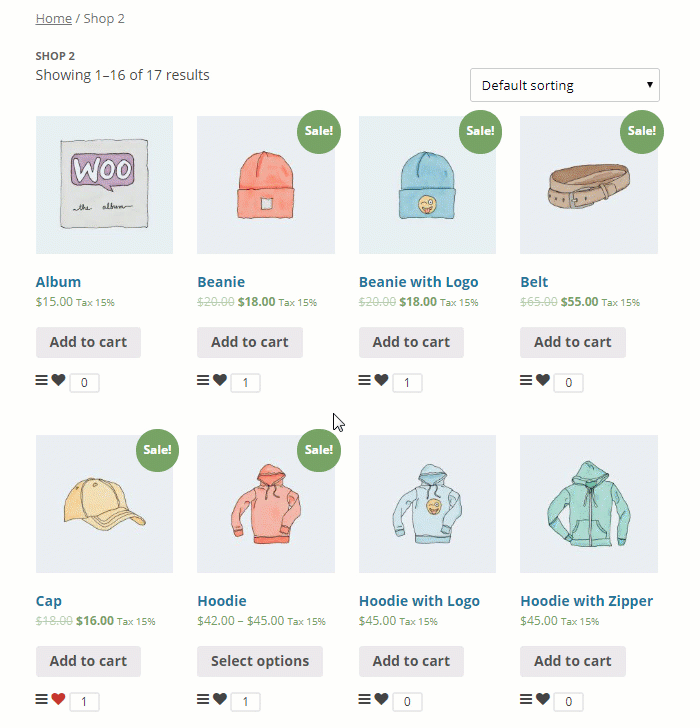 Home / Shop 2
SHOP 2
Showing 1–16 of 17 results
Default sorting
Sale! Sale! Sale!
WOO
the album
Album Beanie Beanie with Logo Belt
$15.00 Tax 15% $20.00 $18.00 Tax 15% $20.00 $18.00 Tax 15% $65.00 $55.00 Tax 15%
Add to cart Add to cart Add to cart Add to cart
0 1 1 0
Sale! Sale!
Cap Hoodie Hoodie with Logo Hoodie with Zipper
$18.00 $16.00 Tax 15% $42.00 – $45.00 Tax 15% $45.00 Tax 15% $45.00 Tax 15%
Add to cart Select options Add to cart Add to cart
1 1 0 0